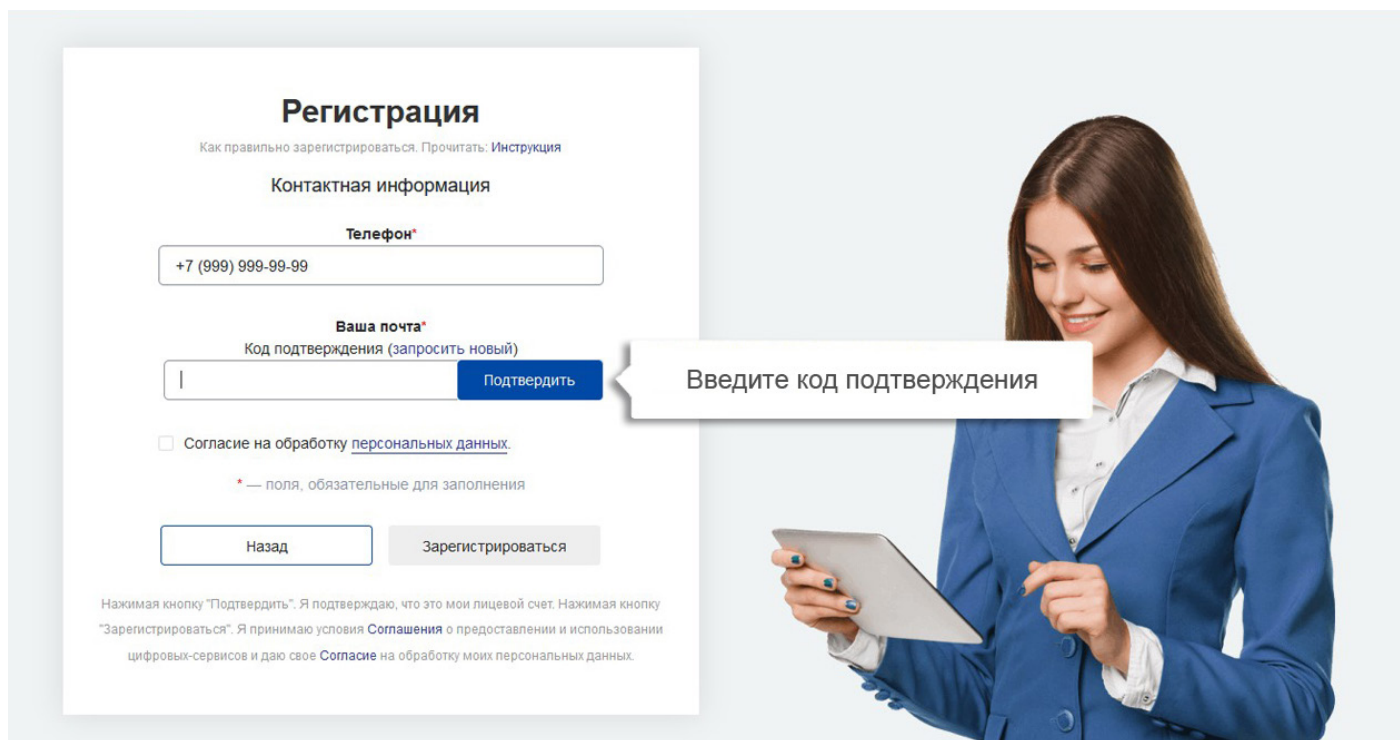 Регистрация
Как правильно зарегистрироваться. Прочитать: Инструкция
Контактная информация
Телефон*
+7 (999) 999-99-99
Ваша почта*
Код подтверждения (запросить новый)
Подтвердить
Введите код подтверждения
Согласие на обработку персональных данных.
* — поля, обязательные для заполнения
Назад
Зарегистрироваться
Нажимая кнопку "Подтвердить". Я подтверждаю, что это мои лицевой счет. Нажимая кнопку
"Зарегистрироваться". Я принимаю условия Соглашения о предоставлении и использовании
цифровых-сервисов и даю свое Согласие на обработку моих персональных данных.